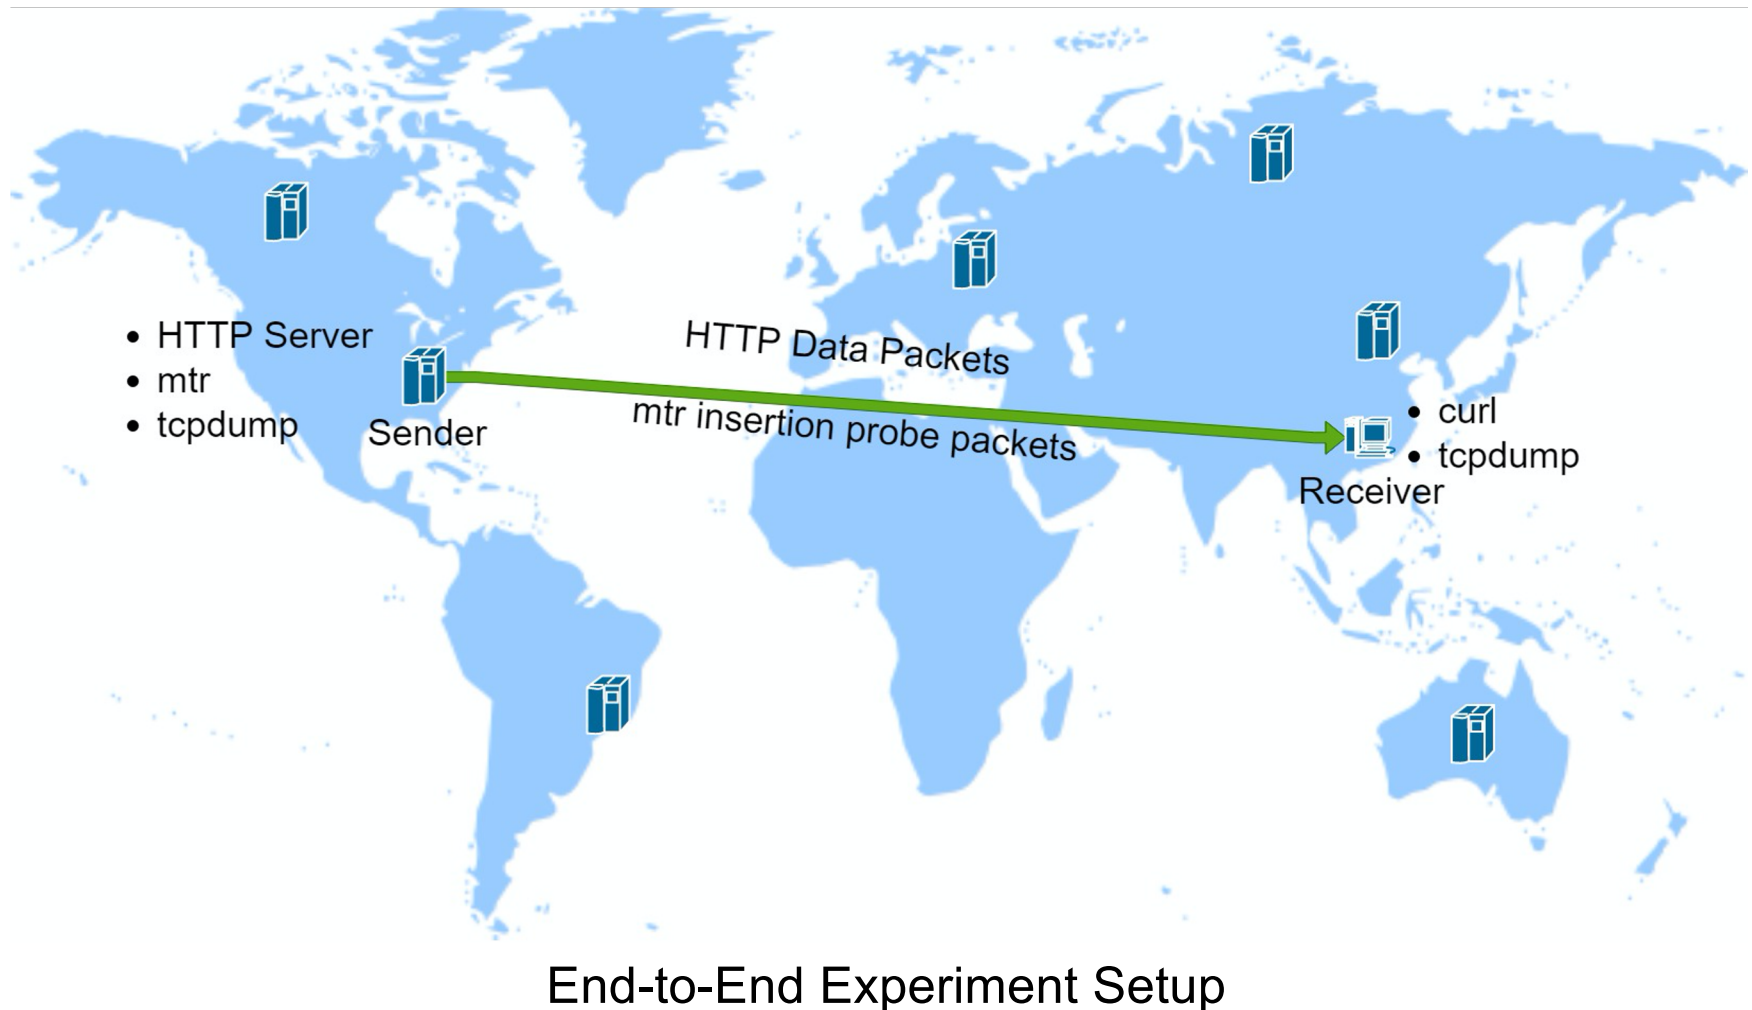 HTTP Data Packets
• HTTP Server
• mtr
• tcpdump
Sender
mtr insertion probe packets
• curl
• tcpdump
Receiver
End-to-End Experiment Setup